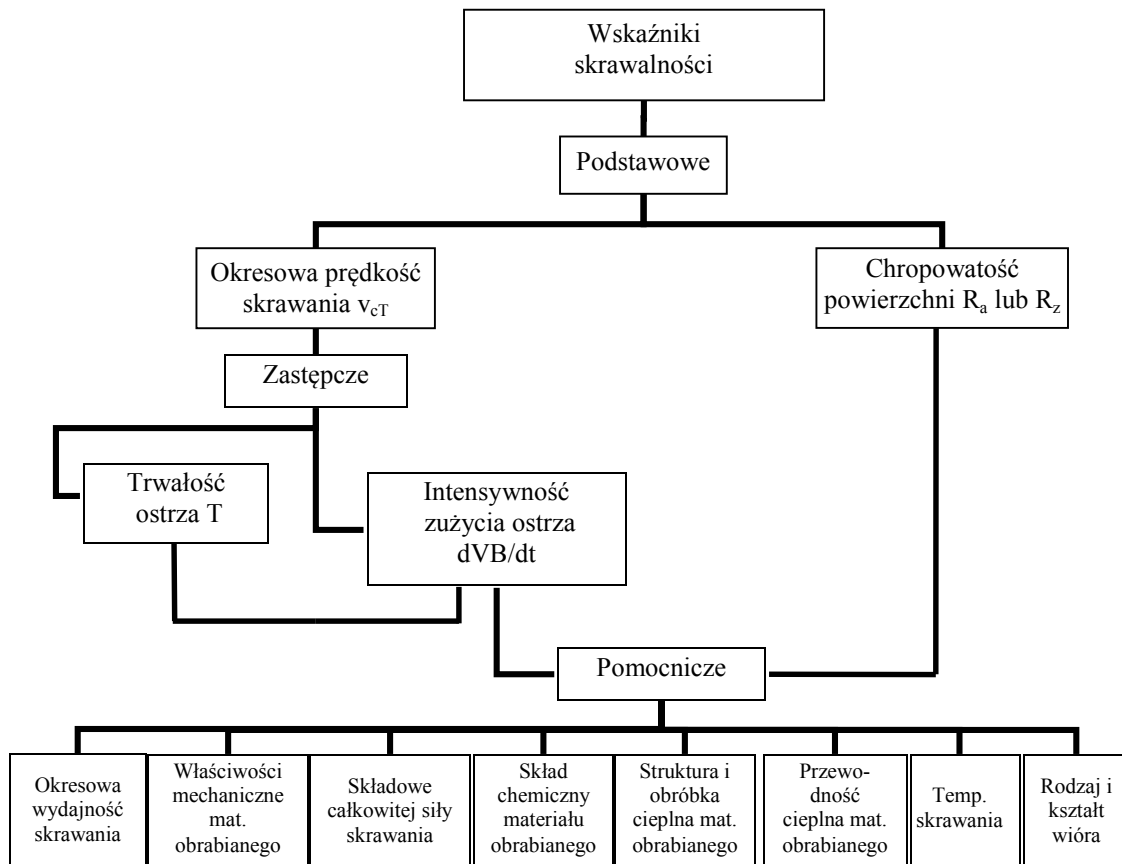 Wskaźniki
skrawalności
Podstawowe
Okresowa prędkość
skrawania vcT
Chropowatość
powierzchni Ra lub Rz
Zastępcze
Trwałość
ostrza T
Intensywność
zużycia ostrza
dVB/dt
Pomocnicze
Okresowa
wydajność
skrawania
Właściwości
mechaniczne
mat.
obrabianego
Składowe
całkowitej siły
skrawania
Skład
chemiczny
materiału
obrabianego
Struktura i
obróbka
cieplna mat.
obrabianego
Przewo-
dność
cieplna mat.
obrabianego
Temp.
skrawania
Rodzaj i
kształt
wióra